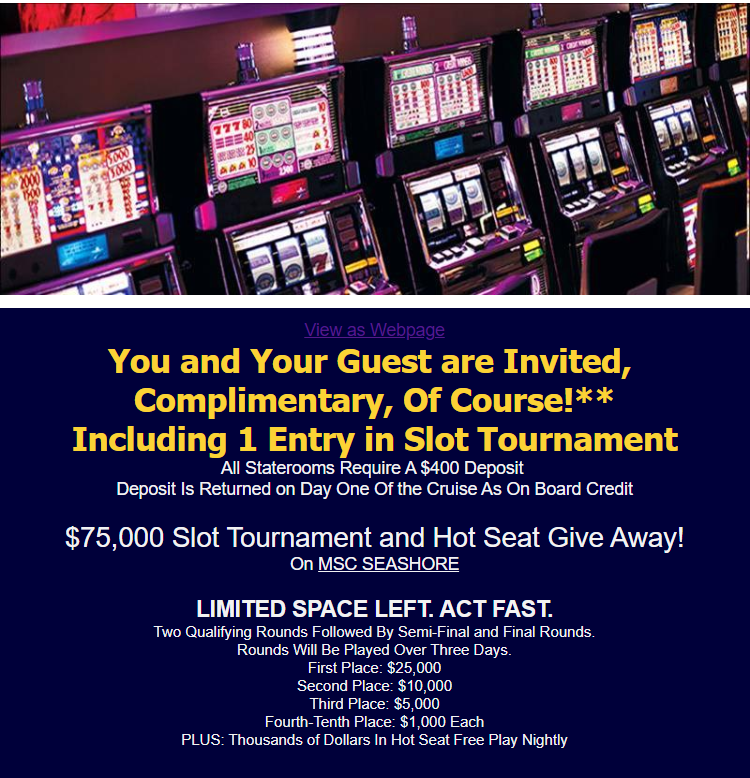 View as Webpage
You and Your Guest are Invited,
Complimentary, Of Course!**
Including 1 Entry in Slot Tournament
All Staterooms Require A $400 Deposit
Deposit Is Returned on Day One Of the Cruise As On Board Credit
$75,000 Slot Tournament and Hot Seat Give Away!
On MSC SEASHORE
LIMITED SPACE LEFT. ACT FAST.
Two Qualifying Rounds Followed By Semi-Final and Final Rounds.
Rounds Will Be Played Over Three Days.
First Place: $25,000
Second Place: $10,000
Third Place: $5,000
Fourth-Tenth Place: $1,000 Each
PLUS: Thousands of Dollars In Hot Seat Free Play Nightly